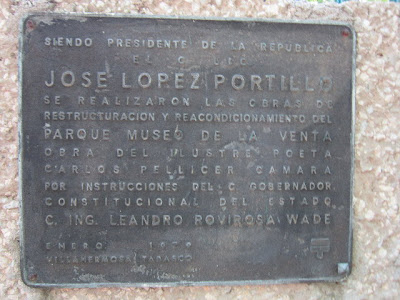 SIENDO PRESIDENTE DE LA REPUBLICA
EL C. LIC
JOSE LOPEZ PORTILLO
SE REALIZARON LAS OBRAS DE
RESTRUCTURACION Y REACONDICIONAMIENTO DEL
PARQUE MUSEO DE LA VENTA
OBRA DEL ILUSTRE POETA
CARLOS PELLICER CAMARA
POR INSTRUCCIONES DEL C. GOBERNADOR
CONSTITUCIONAL DEL ESTADO
C. ING. LEANDRO ROVIROSA WADE
ENERO 1979
VILLAHERMOSA TABASCO